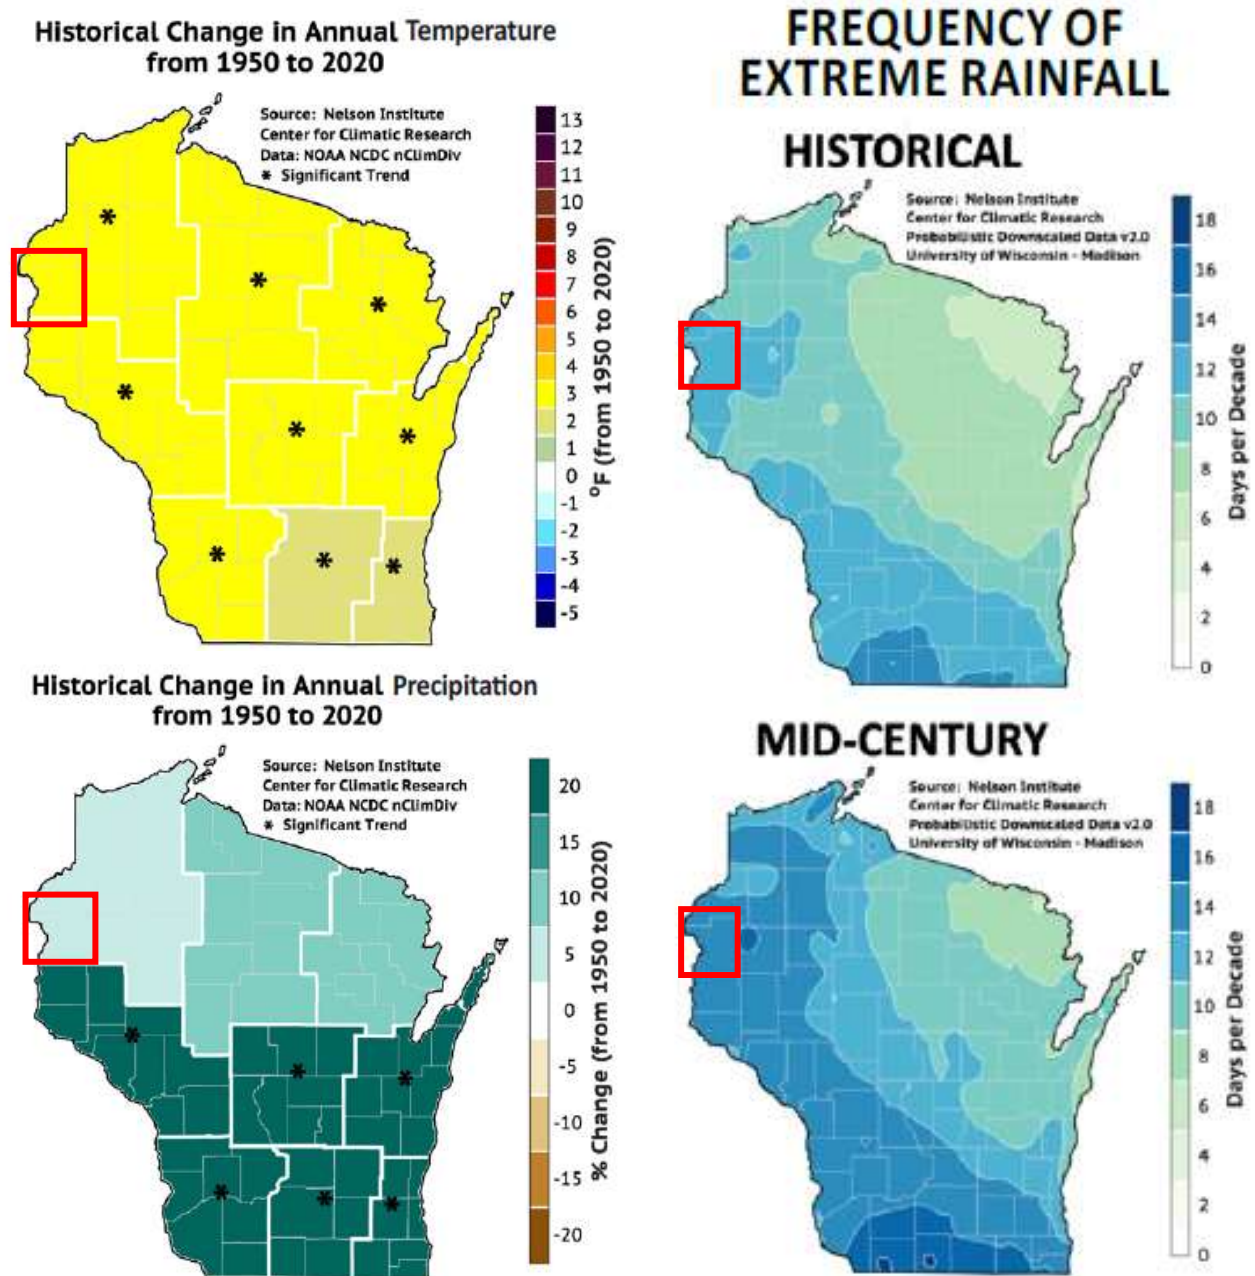 Historical Change in Annual Temperature
from 1950 to 2020
Source: Nelson Institute
Center for Climatic Research
Data: NOAA NCDC nClimDiv
* Significant Trend
13
12
11
10
9
8
7
6
5
4
3
2
1
0
-1
-2
-3
-4
-5
°F (from 1950 to 2020)
Historical Change in Annual Precipitation
from 1950 to 2020
Source: Nelson Institute
Center for Climatic Research
Data: NOAA NCDC nClimDiv
* Significant Trend
20
15
10
5
0
-5
-10
-15
-20
% Change (from 1950 to 2020)
FREQUENCY OF
EXTREME RAINFALL
HISTORICAL
Source: Nelson Institute
Center for Climatic Research
Probabilistic Downscaled Data v2.0
University of Wisconsin - Madison
18
16
14
12
10
8
6
4
2
0
Days per Decade
MID-CENTURY
Source: Nelson Institute
Center for Climatic Research
Probabilistic Downscaled Data v2.0
University of Wisconsin - Madison
18
16
14
12
10
8
6
4
2
0
Days per Decade